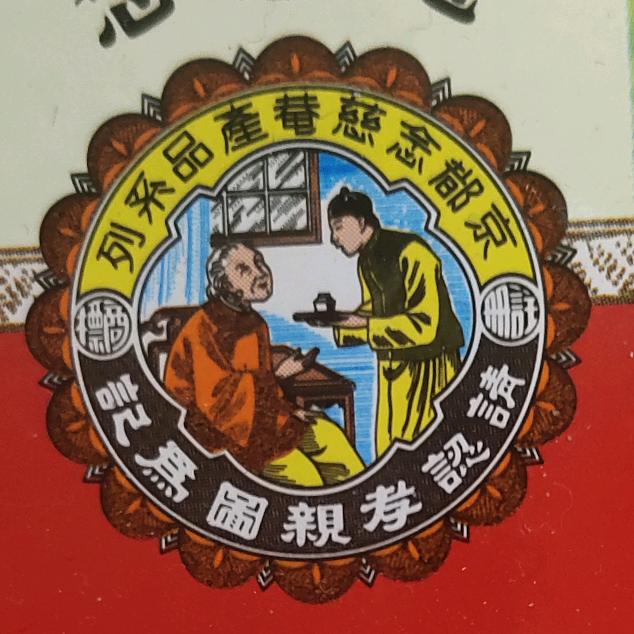 京都念慈菴產品系列
註冊
商標
請認孝親圖為記